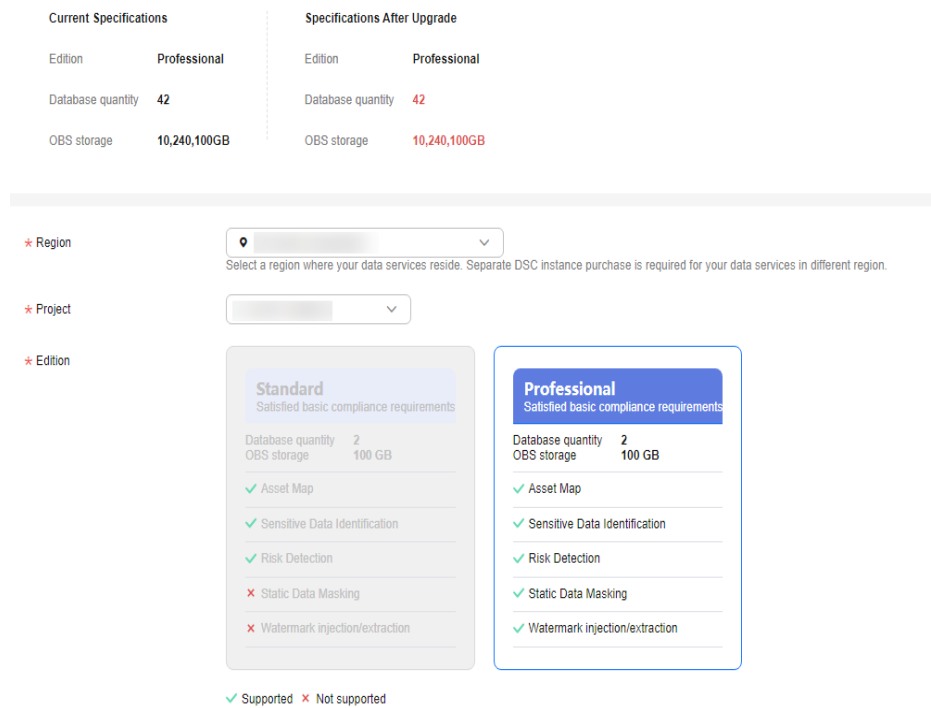 Current Specifications
Specifications After Upgrade
Edition Professional
Edition Professional
Database quantity 42
Database quantity 42
OBS storage 10,240,100GB
OBS storage 10,240,100GB
* Region
Select a region where your data services reside. Separate DSC instance purchase is required for your data services in different region.
* Project
* Edition
Standard
Satisfied basic compliance requirements
Database quantity 2
OBS storage 100 GB
✓ Asset Map
✓ Sensitive Data Identification
✓ Risk Detection
× Static Data Masking
× Watermark injection/extraction
Professional
Satisfied basic compliance requirements
Database quantity 2
OBS storage 100 GB
✓ Asset Map
✓ Sensitive Data Identification
✓ Risk Detection
✓ Static Data Masking
✓ Watermark injection/extraction
✓ Supported × Not supported